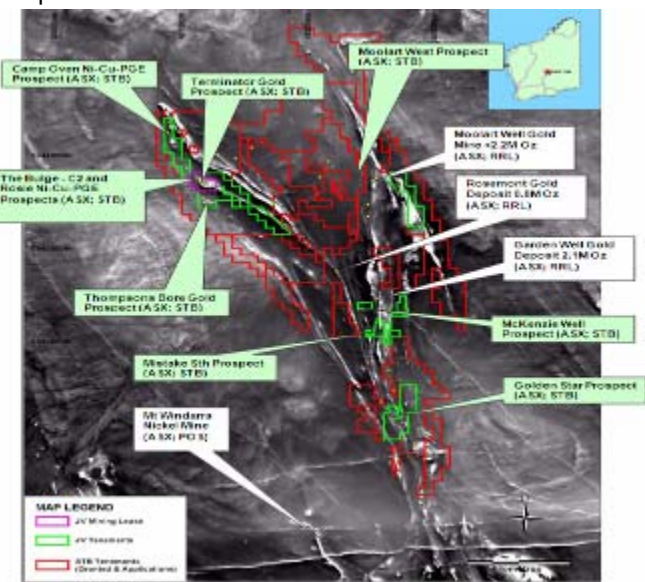 Moolart West Prospect
(ASX: STB)
Camp Oven Ni-Cu-PGE
Prospect (ASX: STB)
Terminator Gold
Prospect (ASX: STB)
Moolart Well Gold
Mine +2.2M Oz
(ASX: RRL)
The Bulge - C2 and
Rosie Ni-Cu-PGE
Prospects (ASX: STB)
Rosemont Gold
Deposit 0.8M Oz
(ASX: RRL)
Garden Well Gold
Deposit 2.1M Oz
(ASX: RRL)
Thompsons Bore Gold
Prospect (ASX: STB)
McKenzie Well
Prospect (ASX: STB)
Mistake Sth Prospect
(ASX: STB)
Golden Star Prospect
(ASX: STB)
Mt Windarra
Nickel Mine
(ASX: POS)
MAP LEGEND
JV Mining Lease
JV Tenements
STB Tenements
(Granted & Applications)